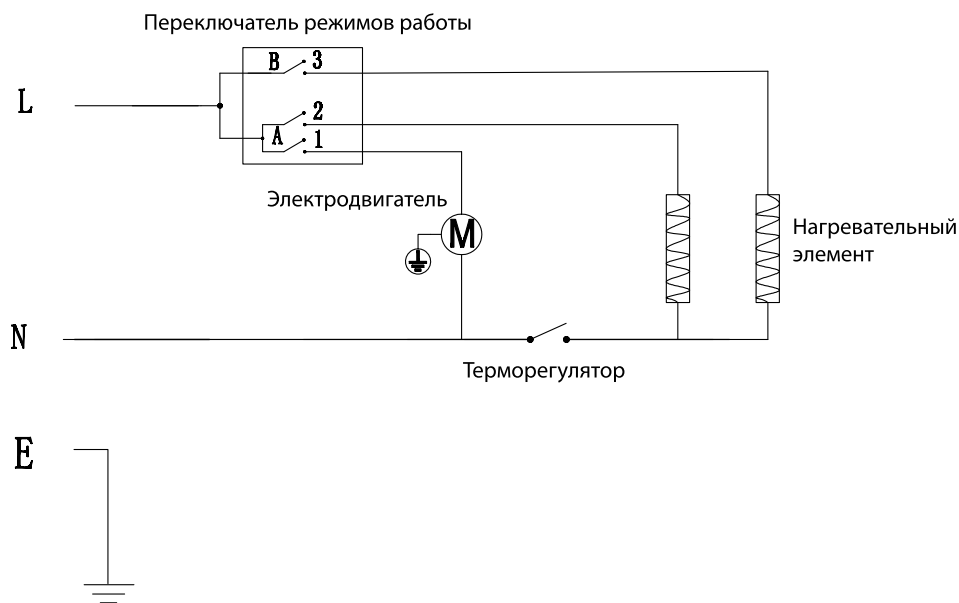 Переключатель режимов работы
B 3
L
2
A 1
Электродвигатель
M
Нагревательный
элемент
N
Терморегулятор
E